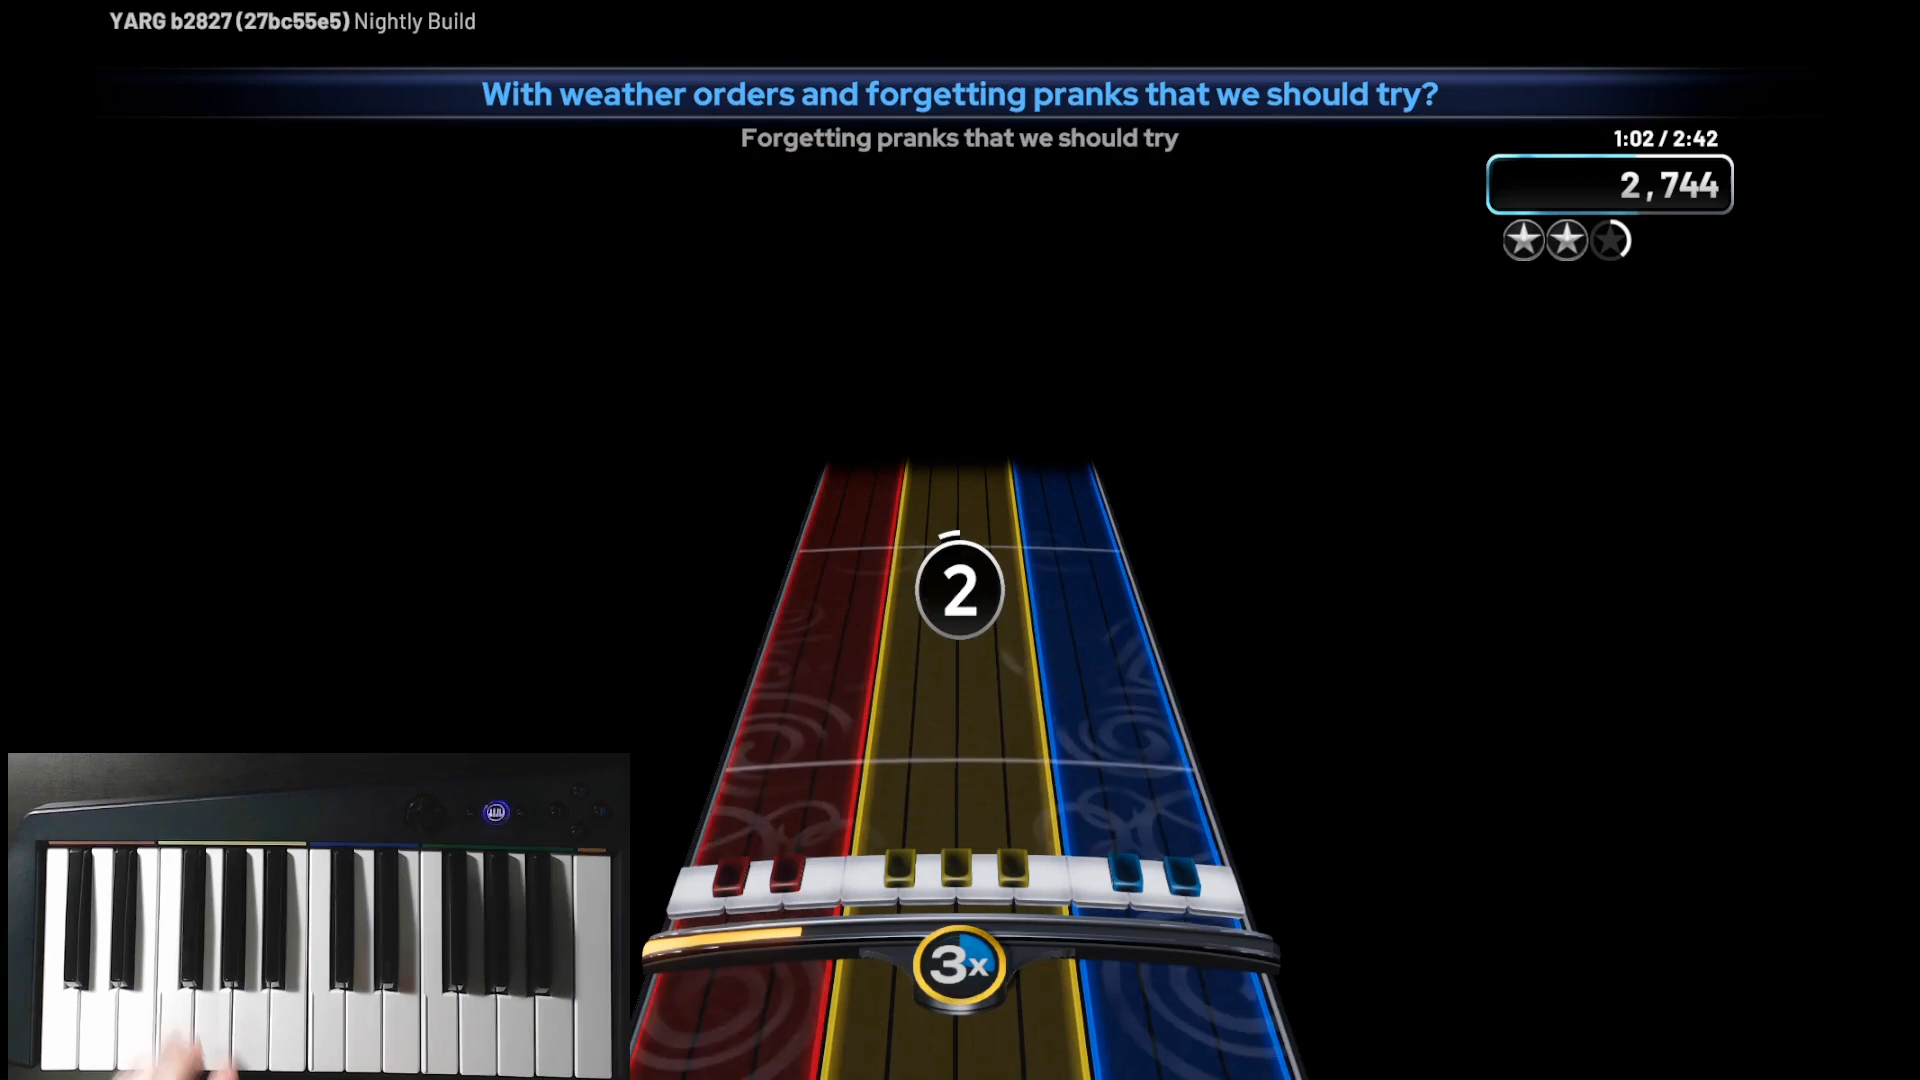 YARG b2827 (27bc55e5) Nightly Build
With weather orders and forgetting pranks that we should try?
Forgetting pranks that we should try
1:02 / 2:42
2,744
2
3x